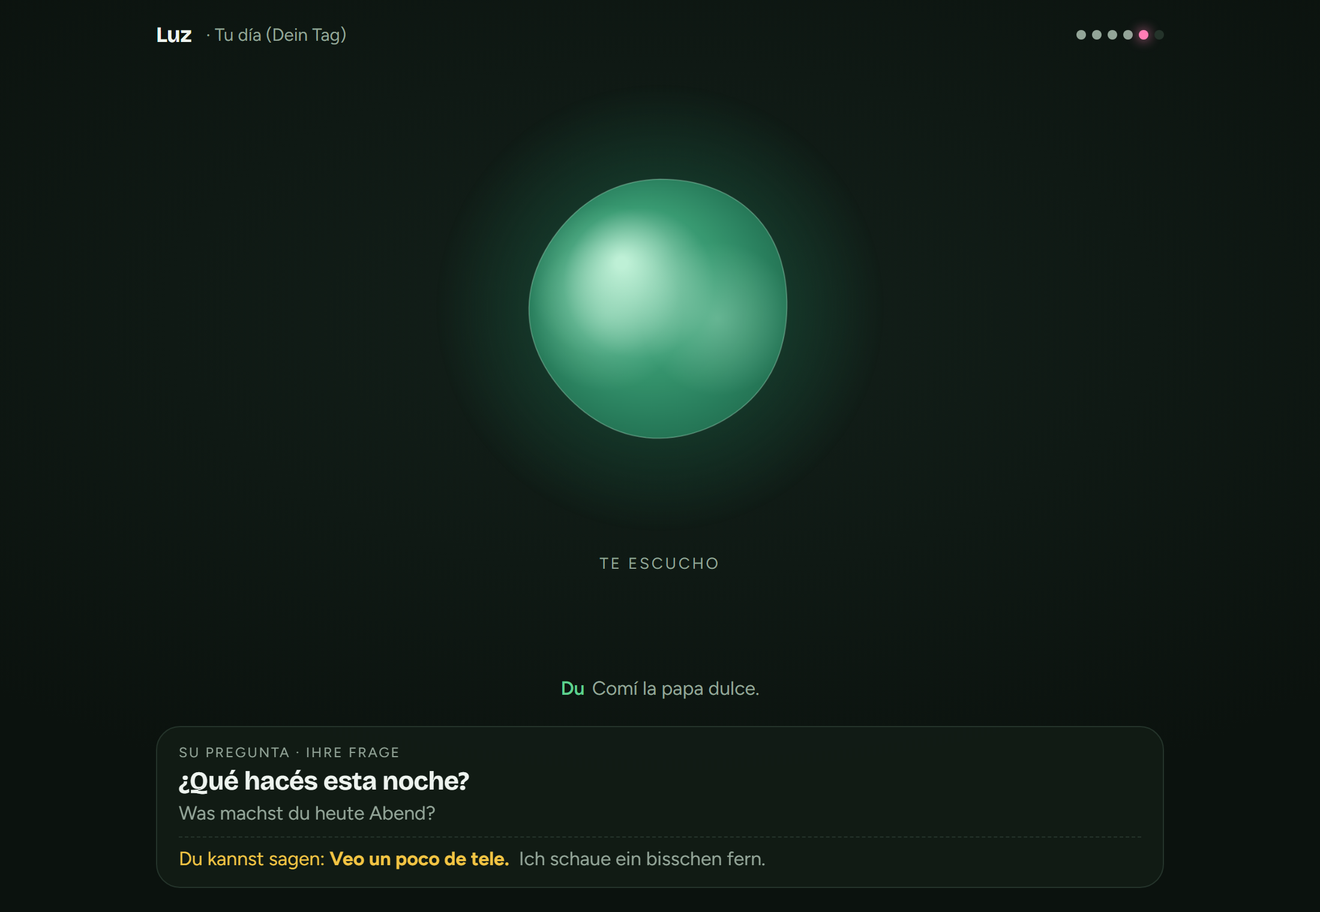 Luz · Tu día (Dein Tag)
TE ESCUCHO
Du Comí la papa dulce.
SU PREGUNTA · IHRE FRAGE
¿Qué hacés esta noche?
Was machst du heute Abend?
Du kannst sagen: Veo un poco de tele. Ich schaue ein bisschen fern.